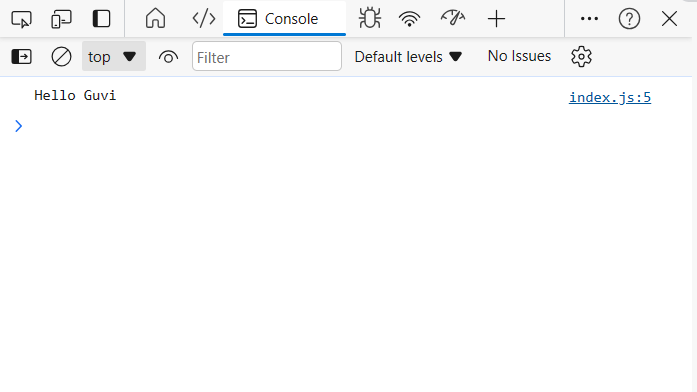 Console
top Filter Default levels No Issues
Hello Guvi index.js:5